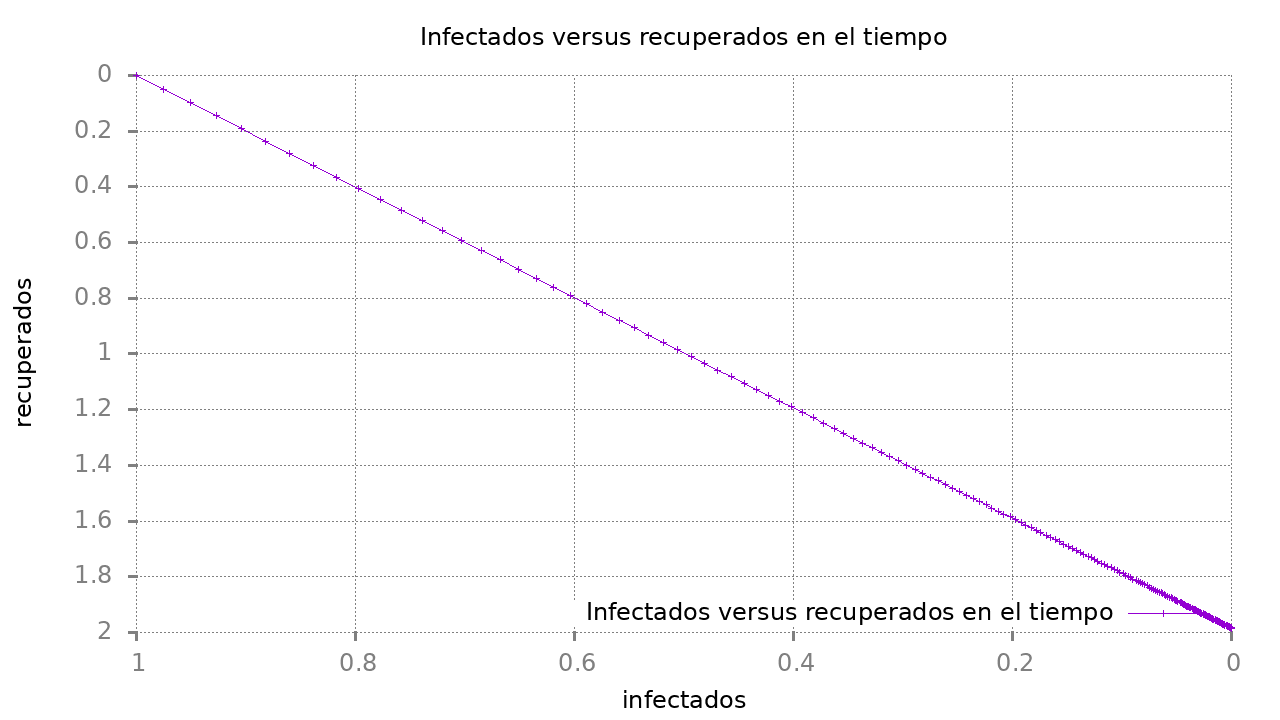 Infectados versus recuperados en el tiempo
0
0.2
0.4
0.6
0.8
1
1.2
1.4
1.6
1.8
2
recuperados
Infectados versus recuperados en el tiempo
1 0.8 0.6 0.4 0.2 0
infectados